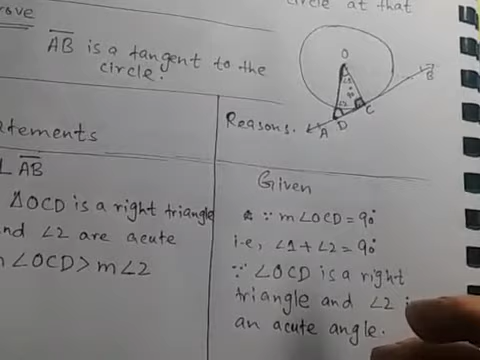 rove
circle at that
AB is a tangent to the
circle.
O
B
C
D
A
atements
Reasons.
L AB
Given
ΔOCD is a right triangle
∵ m∠OCD = 90°
nd ∠2 are acute
i.e, ∠1 + ∠2 = 90°
∠OCD > m∠2
∵ ∠OCD is a right
triangle and ∠2 i
an acute angle.